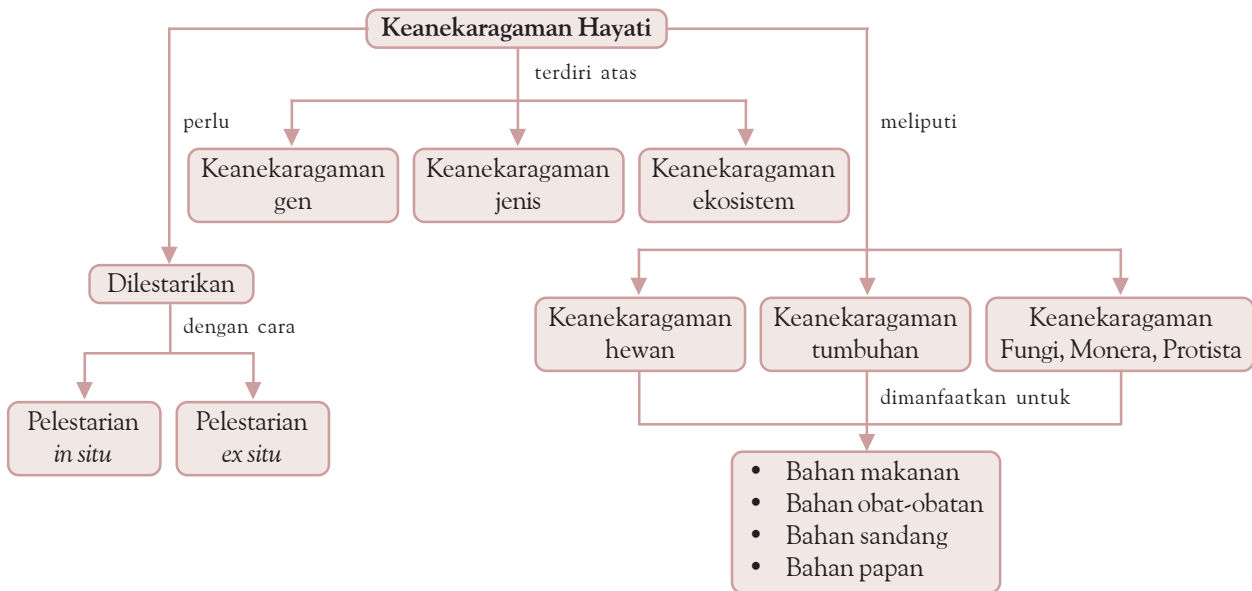 Keanekaragaman Hayati
terdiri atas
perlu
meliputi
Keanekaragaman
gen
Keanekaragaman
jenis
Keanekaragaman
ekosistem
Dilestarikan
dengan cara
Pelestarian
in situ
Pelestarian
ex situ
Keanekaragaman
hewan
Keanekaragaman
tumbuhan
Keanekaragaman
Fungi, Monera, Protista
dimanfaatkan untuk
• Bahan makanan
• Bahan obat-obatan
• Bahan sandang
• Bahan papan